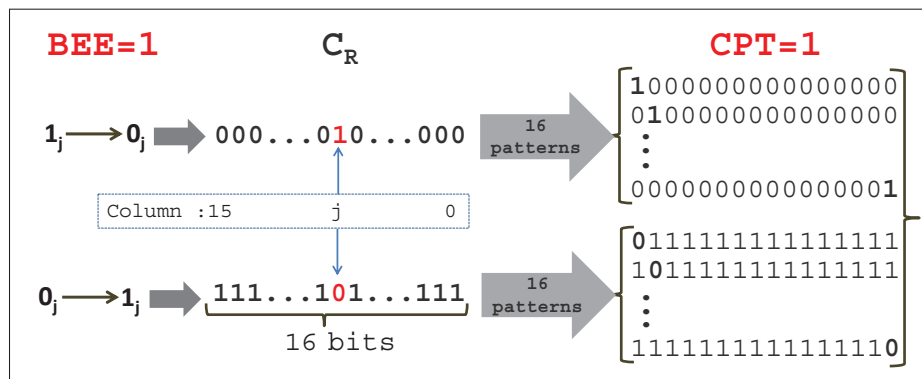 BEE=1 C_R CPT=1
1000000000000000
0100000000000000
1_j 0_j 000...010...000 16 patterns
0000000000000001
Column :15 j 0
0111111111111111
1011111111111111
0_j 1_j 111...101...111 16 patterns
16 bits
1111111111111110